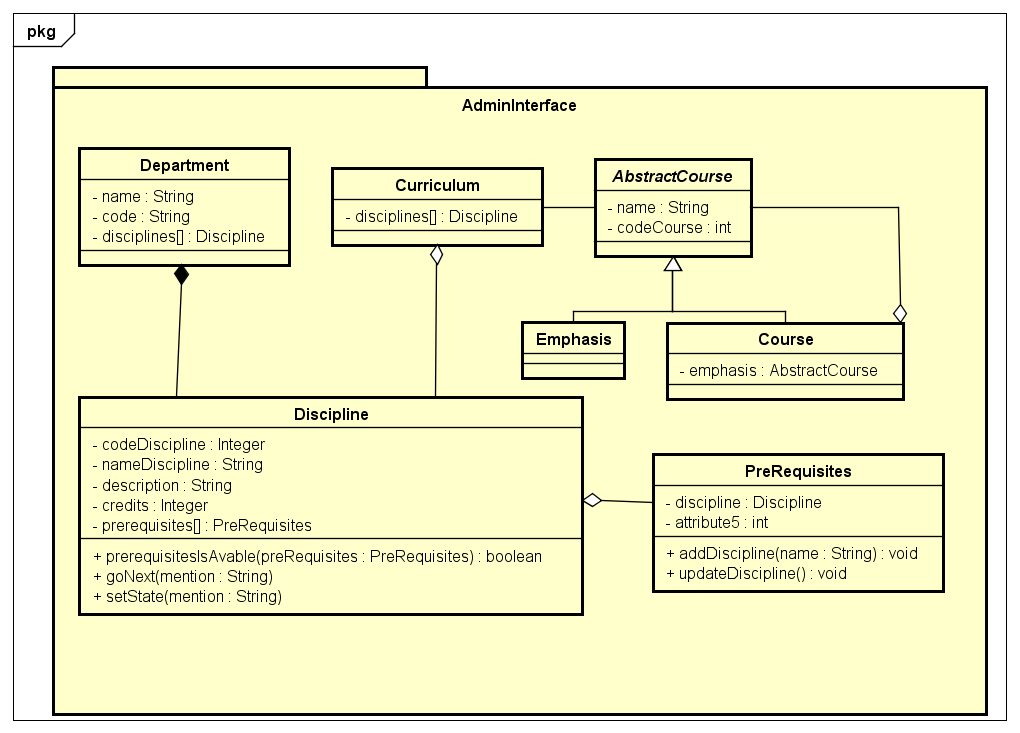 pkg
AdminInterface
Department
- name : String
- code : String
- disciplines[] : Discipline
Curriculum
- disciplines[] : Discipline
AbstractCourse
- name : String
- codeCourse : int
Emphasis
Course
- emphasis : AbstractCourse
Discipline
- codeDiscipline : Integer
- nameDiscipline : String
- description : String
- credits : Integer
- prerequisites[] : PreRequisites
+ prerequisitesIsAvable(preRequisites : PreRequisites) : boolean
+ goNext(mention : String)
+ setState(mention : String)
PreRequisites
- discipline : Discipline
- attribute5 : int
+ addDiscipline(name : String) : void
+ updateDiscipline() : void